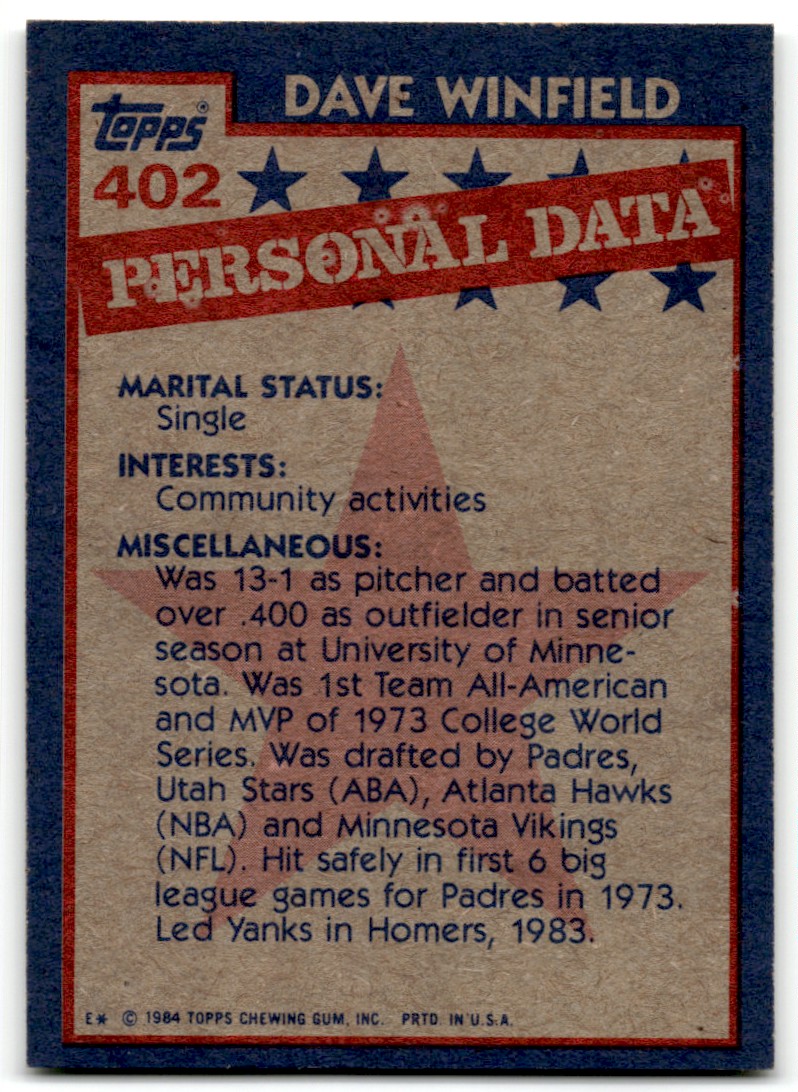 DAVE WINFIELD
topps®
402
PERSONAL DATA
MARITAL STATUS:
Single
INTERESTS:
Community activities
MISCELLANEOUS:
Was 13-1 as pitcher and batted
over .400 as outfielder in senior
season at University of Minne-
sota. Was 1st Team All-American
and MVP of 1973 College World
Series. Was drafted by Padres,
Utah Stars (ABA), Atlanta Hawks
(NBA) and Minnesota Vikings
(NFL). Hit safely in first 6 big
league games for Padres in 1973.
Led Yanks in Homers, 1983.
E* © 1984 TOPPS CHEWING GUM, INC. PRTD. IN U.S.A.